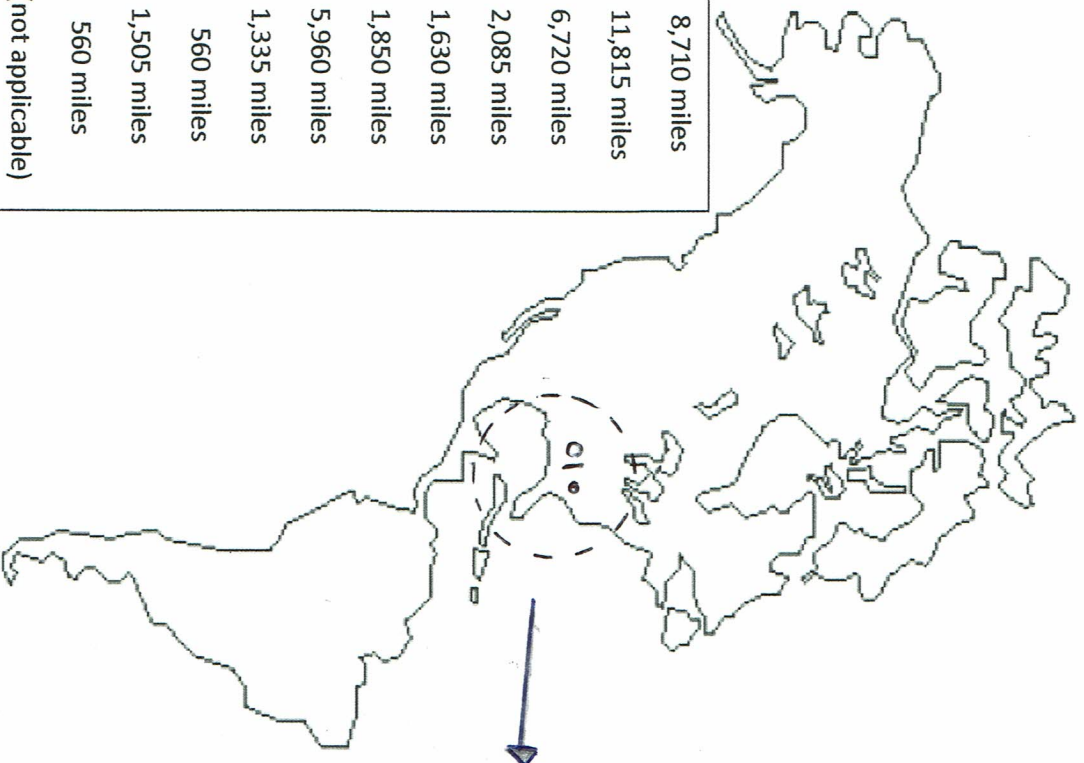 8,710 miles
11,815 miles
6,720 miles
2,085 miles
1,630 miles
1,850 miles
5,960 miles
1,335 miles
560 miles
1,505 miles
560 miles
(not applicable)